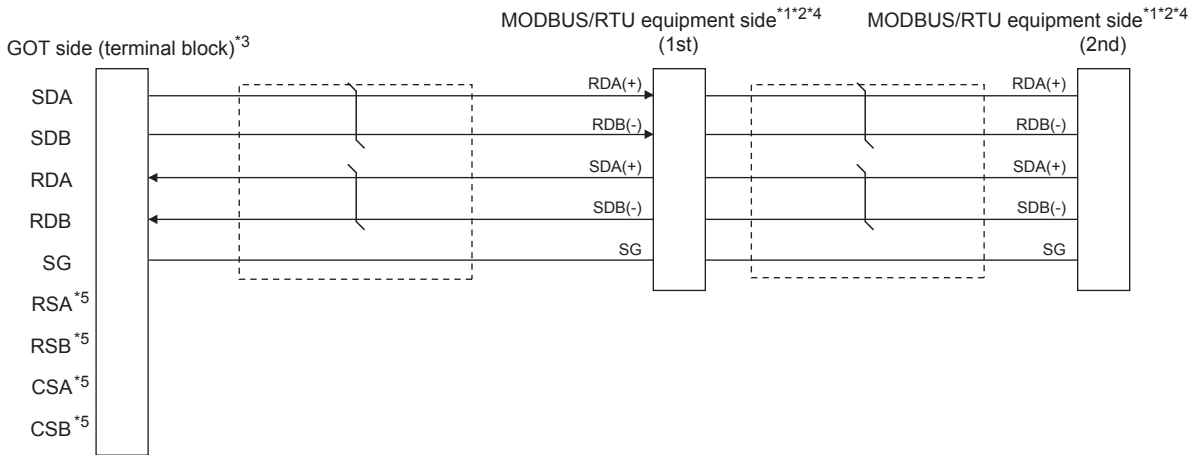 MODBUS/RTU equipment side*1*2*4
(1st)
MODBUS/RTU equipment side*1*2*4
(2nd)
GOT side (terminal block)*3
SDA
RDA(+)
RDA(+)
SDB
RDB(-)
RDB(-)
RDA
SDA(+)
SDA(+)
RDB
SDB(-)
SDB(-)
SG
SG
SG
RSA*5
RSB*5
CSA*5
CSB*5